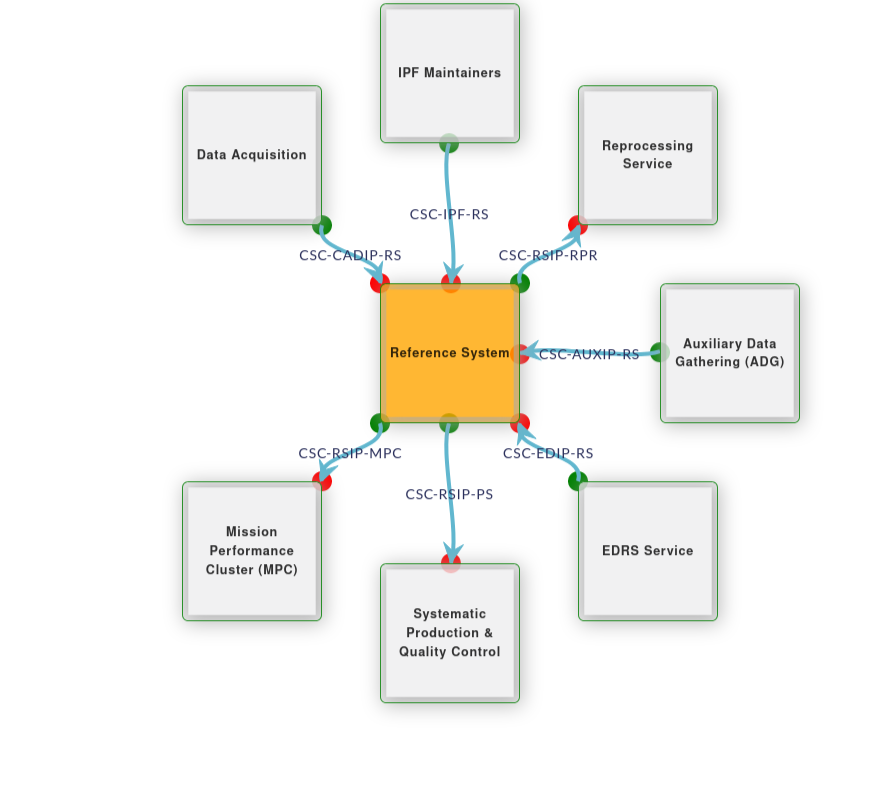 IPF Maintainers
Data Acquisition
Reprocessing
Service
CSC-IPF-RS
CSC-CADIP-RS
CSC-RSIP-RPR
Reference System
CSC-AUXIP-RS
Auxiliary Data
Gathering (ADG)
CSC-RSIP-MPC
CSC-EDIP-RS
CSC-RSIP-PS
Mission
Performance
Cluster (MPC)
EDRS Service
Systematic
Production &
Quality Control